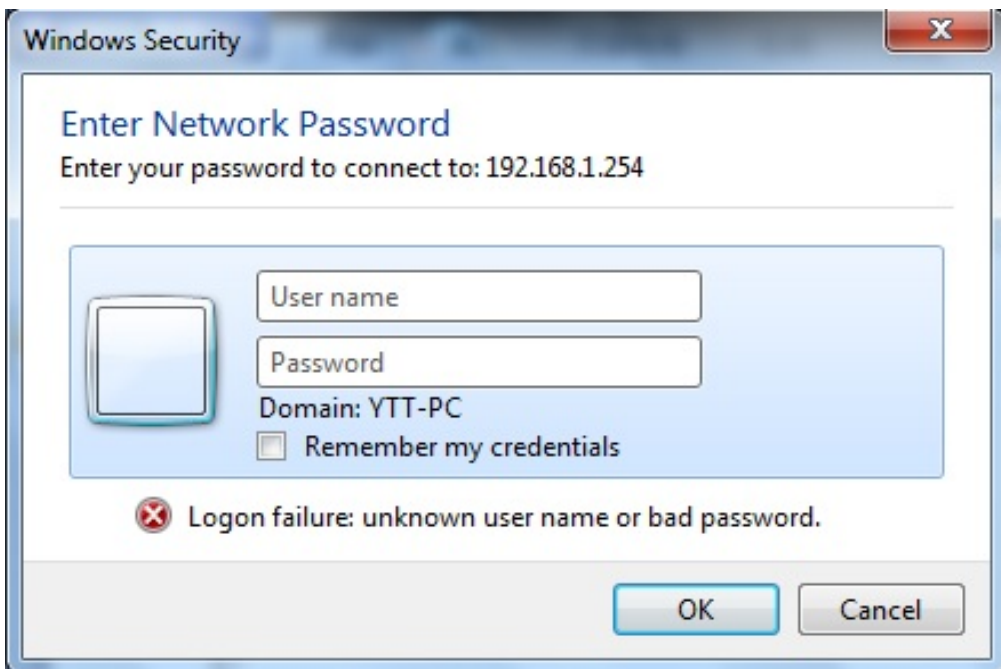 Windows Security
Enter Network Password
Enter your password to connect to: 192.168.1.254
User name
Password
Domain: YTT-PC
Remember my credentials
Logon failure: unknown user name or bad password.
OK Cancel